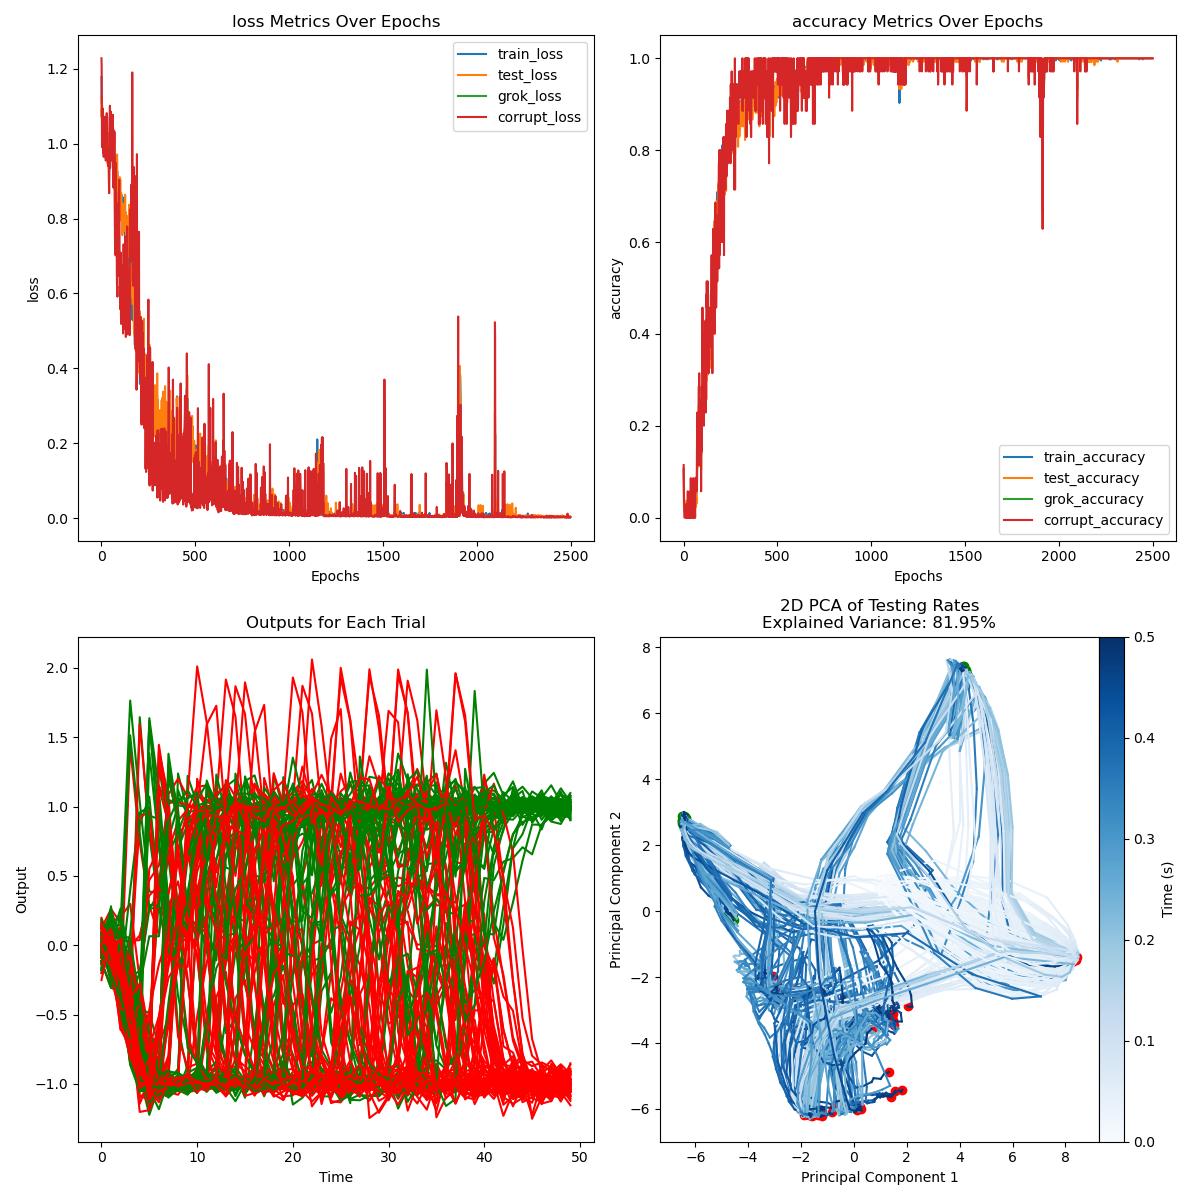 loss Metrics Over Epochs
1.2
1.0
0.8
0.6
0.4
0.2
0.0
loss
train_loss
test_loss
grok_loss
corrupt_loss
0 500 1000 1500 2000 2500
Epochs
accuracy Metrics Over Epochs
1.0
0.8
0.6
0.4
0.2
0.0
accuracy
train_accuracy
test_accuracy
grok_accuracy
corrupt_accuracy
0 500 1000 1500 2000 2500
Epochs
Outputs for Each Trial
2.0
1.5
1.0
0.5
0.0
−0.5
−1.0
Output
0 10 20 30 40 50
Time
2D PCA of Testing Rates
Explained Variance: 81.95%
8
6
4
2
0
−2
−4
−6
Principal Component 2
−6 −4 −2 0 2 4 6 8
Principal Component 1
0.5
0.4
0.3
0.2
0.1
0.0
Time (s)